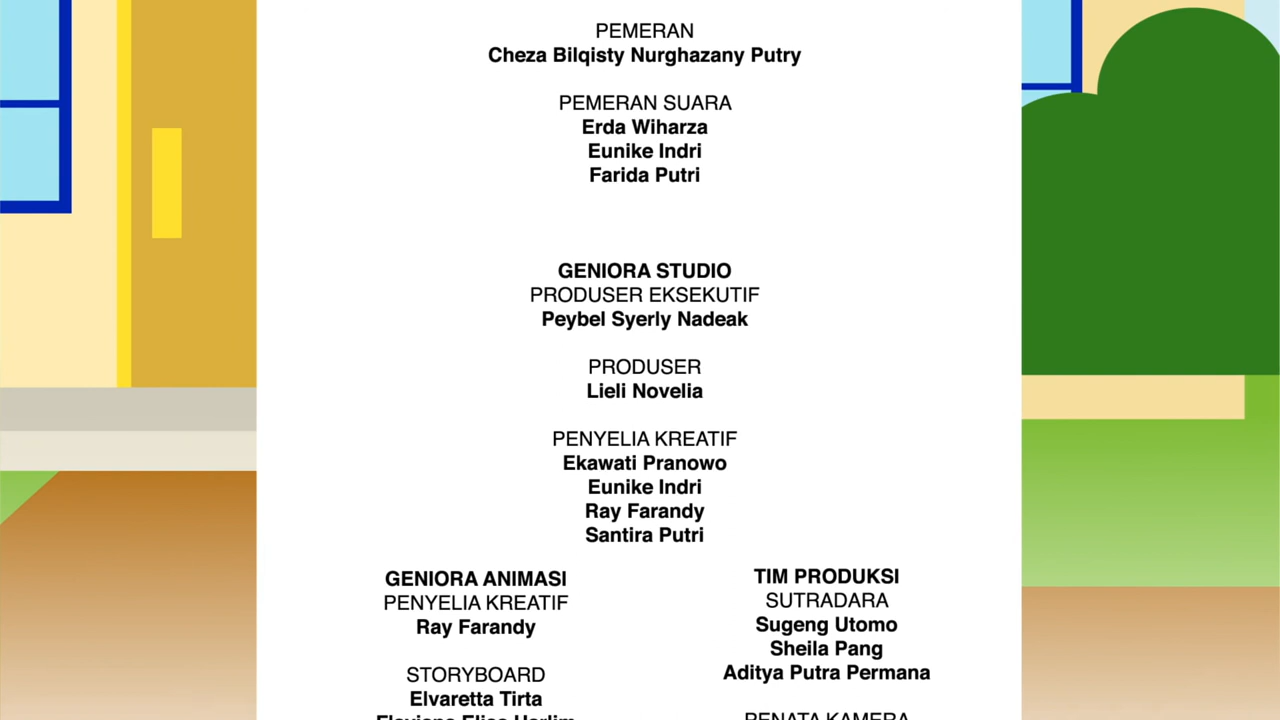 PEMERAN
Cheza Bilqisty Nurghazany Putry
PEMERAN SUARA
Erda Wiharza
Eunike Indri
Farida Putri
GENIORA STUDIO
PRODUSER EKSEKUTIF
Peybel Syerly Nadeak
PRODUSER
Lieli Novelia
PENYELIA KREATIF
Ekawati Pranowo
Eunike Indri
Ray Farandy
Santira Putri
GENIORA ANIMASI
PENYELIA KREATIF
Ray Farandy
STORYBOARD
Elvaretta Tirta
TIM PRODUKSI
SUTRADARA
Sugeng Utomo
Sheila Pang
Aditya Putra Permana
PENATA KAMERA